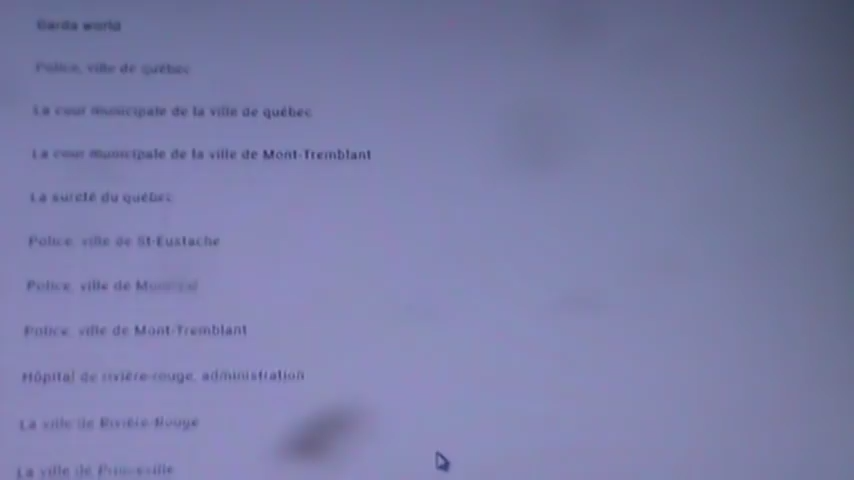 Garda world
Police, ville de québec
La cour municipale de la ville de québec
La cour municipale de la ville de Mont-Tremblant
La sureté du québec
Police, ville de St-Eustache
Police, ville de Montréal
Police, ville de Mont-Tremblant
Hôpital de rivière-rouge, administration
La ville de Rivière-Rouge
La ville de Princeville